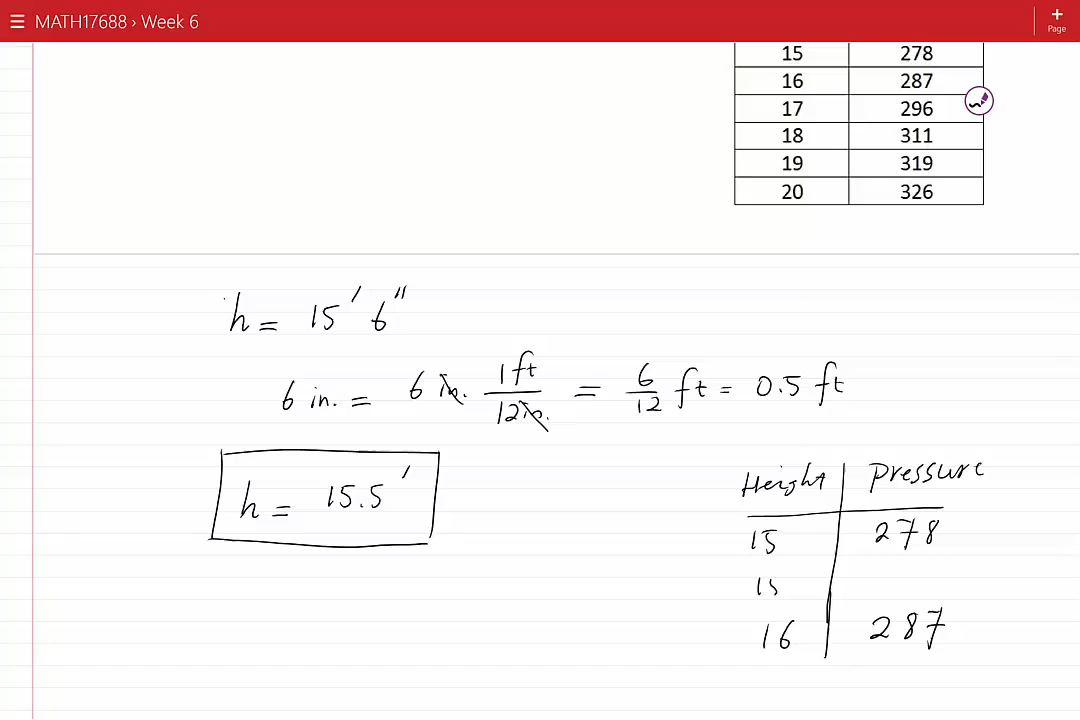 ☰ MATH17688 › Week 6
+
Page
15 278
16 287
17 296
18 311
19 319
20 326
h = 15' 6"
6 in. = 6 in. 1ft/12in. = 6/12 ft = 0.5 ft
h = 15.5'
Height Pressure
15 278
15
16 287